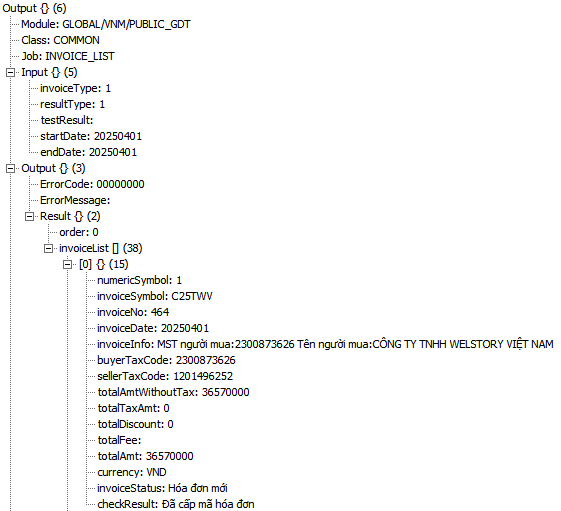 Output {} (6)
Module: GLOBAL/VNM/PUBLIC_GDT
Class: COMMON
Job: INVOICE_LIST
Input {} (5)
invoiceType: 1
resultType: 1
testResult:
startDate: 20250401
endDate: 20250401
Output {} (3)
ErrorCode: 00000000
ErrorMessage:
Result {} (2)
order: 0
invoiceList [] (38)
[0] {} (15)
numericSymbol: 1
invoiceSymbol: C25TWV
invoiceNo: 464
invoiceDate: 20250401
invoiceInfo: MST người mua:2300873626 Tên người mua:CÔNG TY TNHH WELSTORY VIỆT NAM
buyerTaxCode: 2300873626
sellerTaxCode: 1201496252
totalAmtWithoutTax: 36570000
totalTaxAmt: 0
totalDiscount: 0
totalFee:
totalAmt: 36570000
currency: VND
invoiceStatus: Hóa đơn mới
checkResult: Đã cấp mã hóa đơn